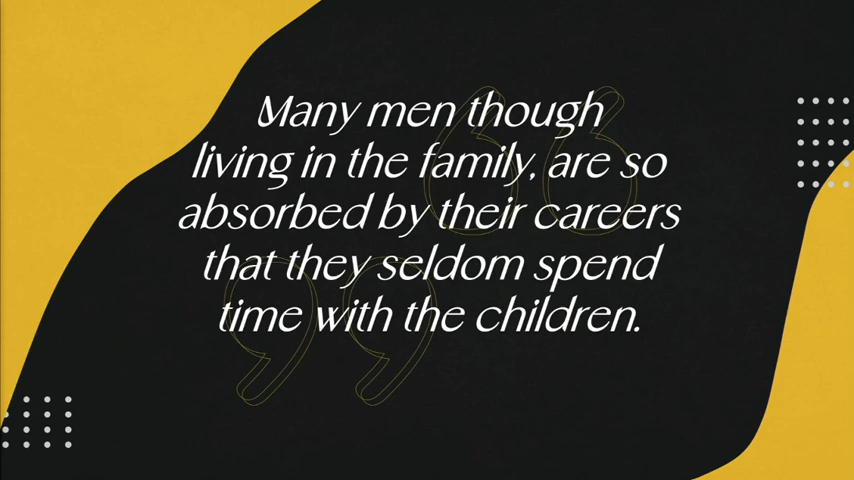 Many men though
living in the family, are so
absorbed by their careers
that they seldom spend
time with the children.